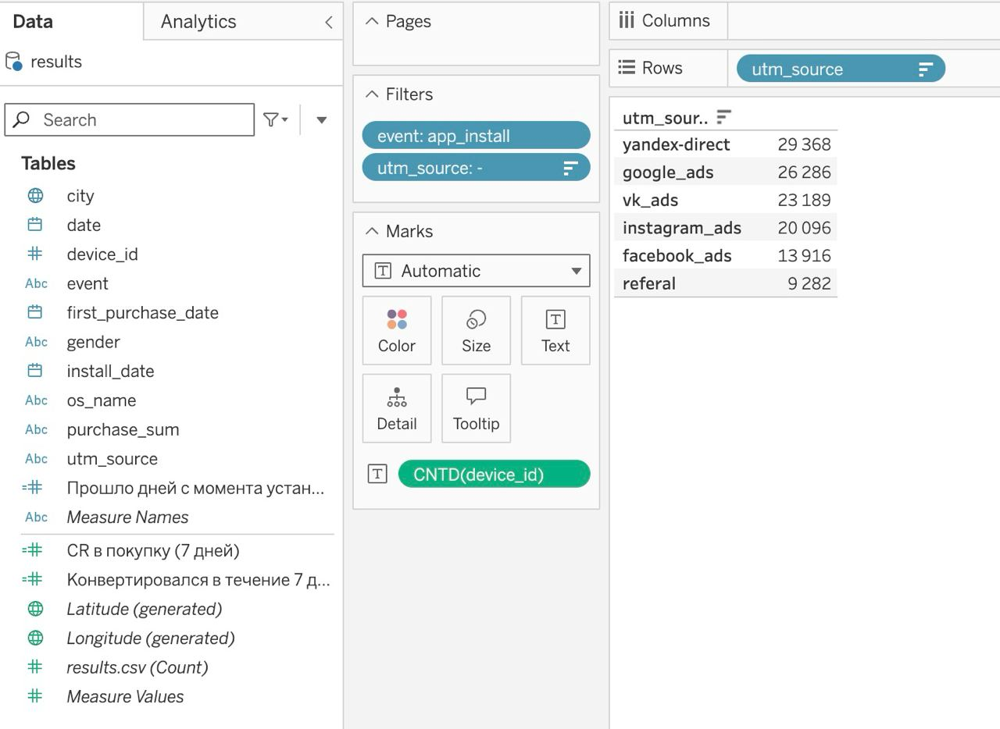 Data
Analytics
results
Search
Tables
city
date
device_id
Abc event
first_purchase_date
Abc gender
install_date
Abc os_name
Abc purchase_sum
Abc utm_source
=# Прошло дней с момента устан...
Abc Measure Names
=# CR в покупку (7 дней)
=# Конвертировался в течение 7 д...
Latitude (generated)
Longitude (generated)
results.csv (Count)
Measure Values
Pages
Filters
event: app_install
utm_source: -
Marks
T Automatic
Color
Size
T Text
Detail
Tooltip
T CNTD(device_id)
Columns
Rows
utm_source
utm_sour..
yandex-direct 29 368
google_ads 26 286
vk_ads 23 189
instagram_ads 20 096
facebook_ads 13 916
referal 9 282